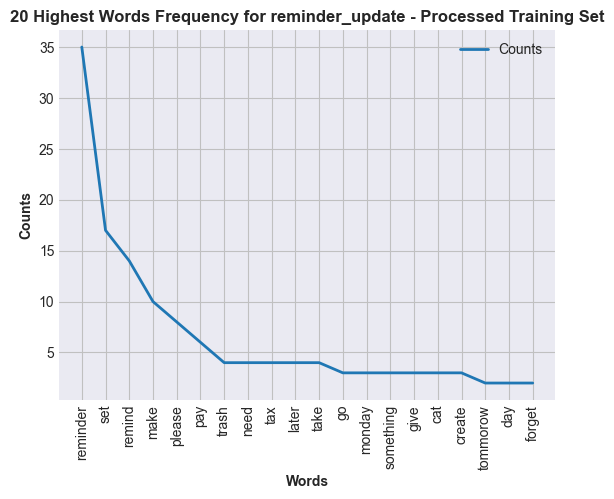 20 Highest Words Frequency for reminder_update - Processed Training Set
Counts
35
30
25
20
15
10
5
Counts
reminder
set
remind
make
please
pay
trash
need
tax
later
take
go
monday
something
give
cat
create
tommorow
day
forget
Words